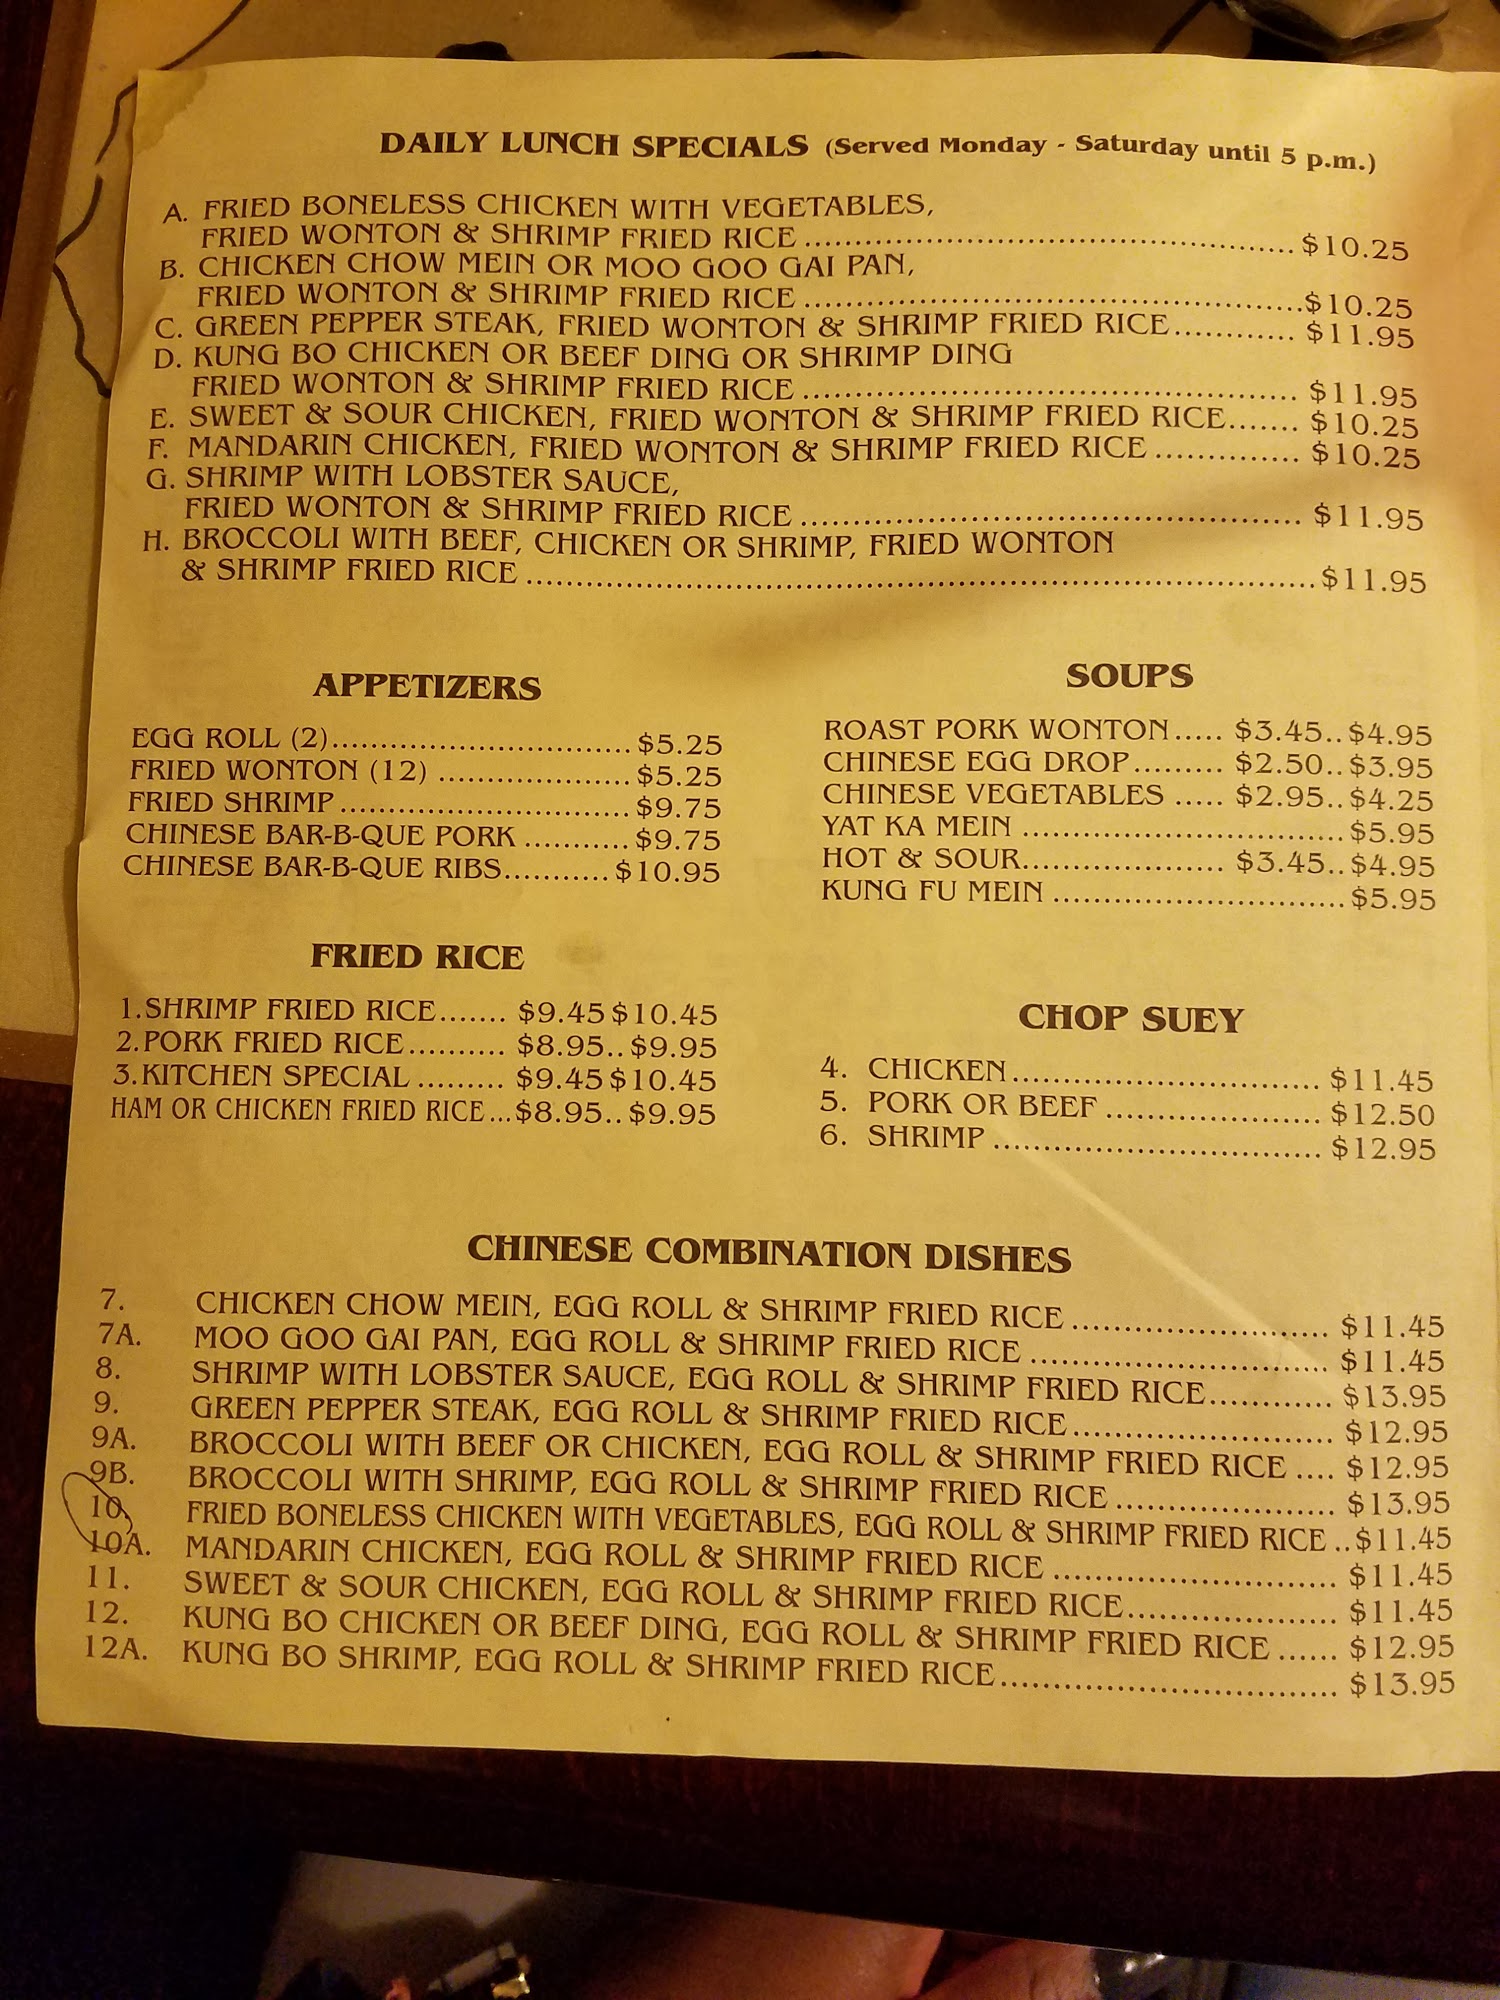 DAILY LUNCH SPECIALS (Served Monday - Saturday until 5 p.m.)
A. FRIED BONELESS CHICKEN WITH VEGETABLES,
FRIED WONTON & SHRIMP FRIED RICE ........ $10.25
B. CHICKEN CHOW MEIN OR MOO GOO GAI PAN,
FRIED WONTON & SHRIMP FRIED RICE ........ $10.25
C. GREEN PEPPER STEAK, FRIED WONTON & SHRIMP FRIED RICE ........ $11.95
D. KUNG BO CHICKEN OR BEEF DING OR SHRIMP DING
FRIED WONTON & SHRIMP FRIED RICE ........ $11.95
E. SWEET & SOUR CHICKEN, FRIED WONTON & SHRIMP FRIED RICE ....... $10.25
F. MANDARIN CHICKEN, FRIED WONTON & SHRIMP FRIED RICE ........ $10.25
G. SHRIMP WITH LOBSTER SAUCE,
FRIED WONTON & SHRIMP FRIED RICE ........ $11.95
H. BROCCOLI WITH BEEF, CHICKEN OR SHRIMP, FRIED WONTON
& SHRIMP FRIED RICE ........ $11.95
APPETIZERS
EGG ROLL (2) ........ $5.25
FRIED WONTON (12) ........ $5.25
FRIED SHRIMP ........ $9.75
CHINESE BAR-B-QUE PORK ........ $9.75
CHINESE BAR-B-QUE RIBS ........ $10.95
SOUPS
ROAST PORK WONTON ..... $3.45..$4.95
CHINESE EGG DROP ......... $2.50..$3.95
CHINESE VEGETABLES ..... $2.95..$4.25
YAT KA MEIN ........ $5.95
HOT & SOUR ........ $3.45..$4.95
KUNG FU MEIN ........ $5.95
FRIED RICE
1.SHRIMP FRIED RICE ....... $9.45 $10.45
2.PORK FRIED RICE .......... $8.95..$9.95
3.KITCHEN SPECIAL ......... $9.45 $10.45
HAM OR CHICKEN FRIED RICE ...$8.95..$9.95
CHOP SUEY
4. CHICKEN ........ $11.45
5. PORK OR BEEF ........ $12.50
6. SHRIMP ........ $12.95
CHINESE COMBINATION DISHES
7. CHICKEN CHOW MEIN, EGG ROLL & SHRIMP FRIED RICE ........ $11.45
7A. MOO GOO GAI PAN, EGG ROLL & SHRIMP FRIED RICE ........ $11.45
8. SHRIMP WITH LOBSTER SAUCE, EGG ROLL & SHRIMP FRIED RICE ........ $13.95
9. GREEN PEPPER STEAK, EGG ROLL & SHRIMP FRIED RICE ........ $12.95
9A. BROCCOLI WITH BEEF OR CHICKEN, EGG ROLL & SHRIMP FRIED RICE .... $12.95
9B. BROCCOLI WITH SHRIMP, EGG ROLL & SHRIMP FRIED RICE ........ $13.95
10. FRIED BONELESS CHICKEN WITH VEGETABLES, EGG ROLL & SHRIMP FRIED RICE ..$11.45
10A. MANDARIN CHICKEN, EGG ROLL & SHRIMP FRIED RICE ........ $11.45
11. SWEET & SOUR CHICKEN, EGG ROLL & SHRIMP FRIED RICE ........ $11.45
12. KUNG BO CHICKEN OR BEEF DING, EGG ROLL & SHRIMP FRIED RICE ...... $12.95
12A. KUNG BO SHRIMP, EGG ROLL & SHRIMP FRIED RICE ........ $13.95